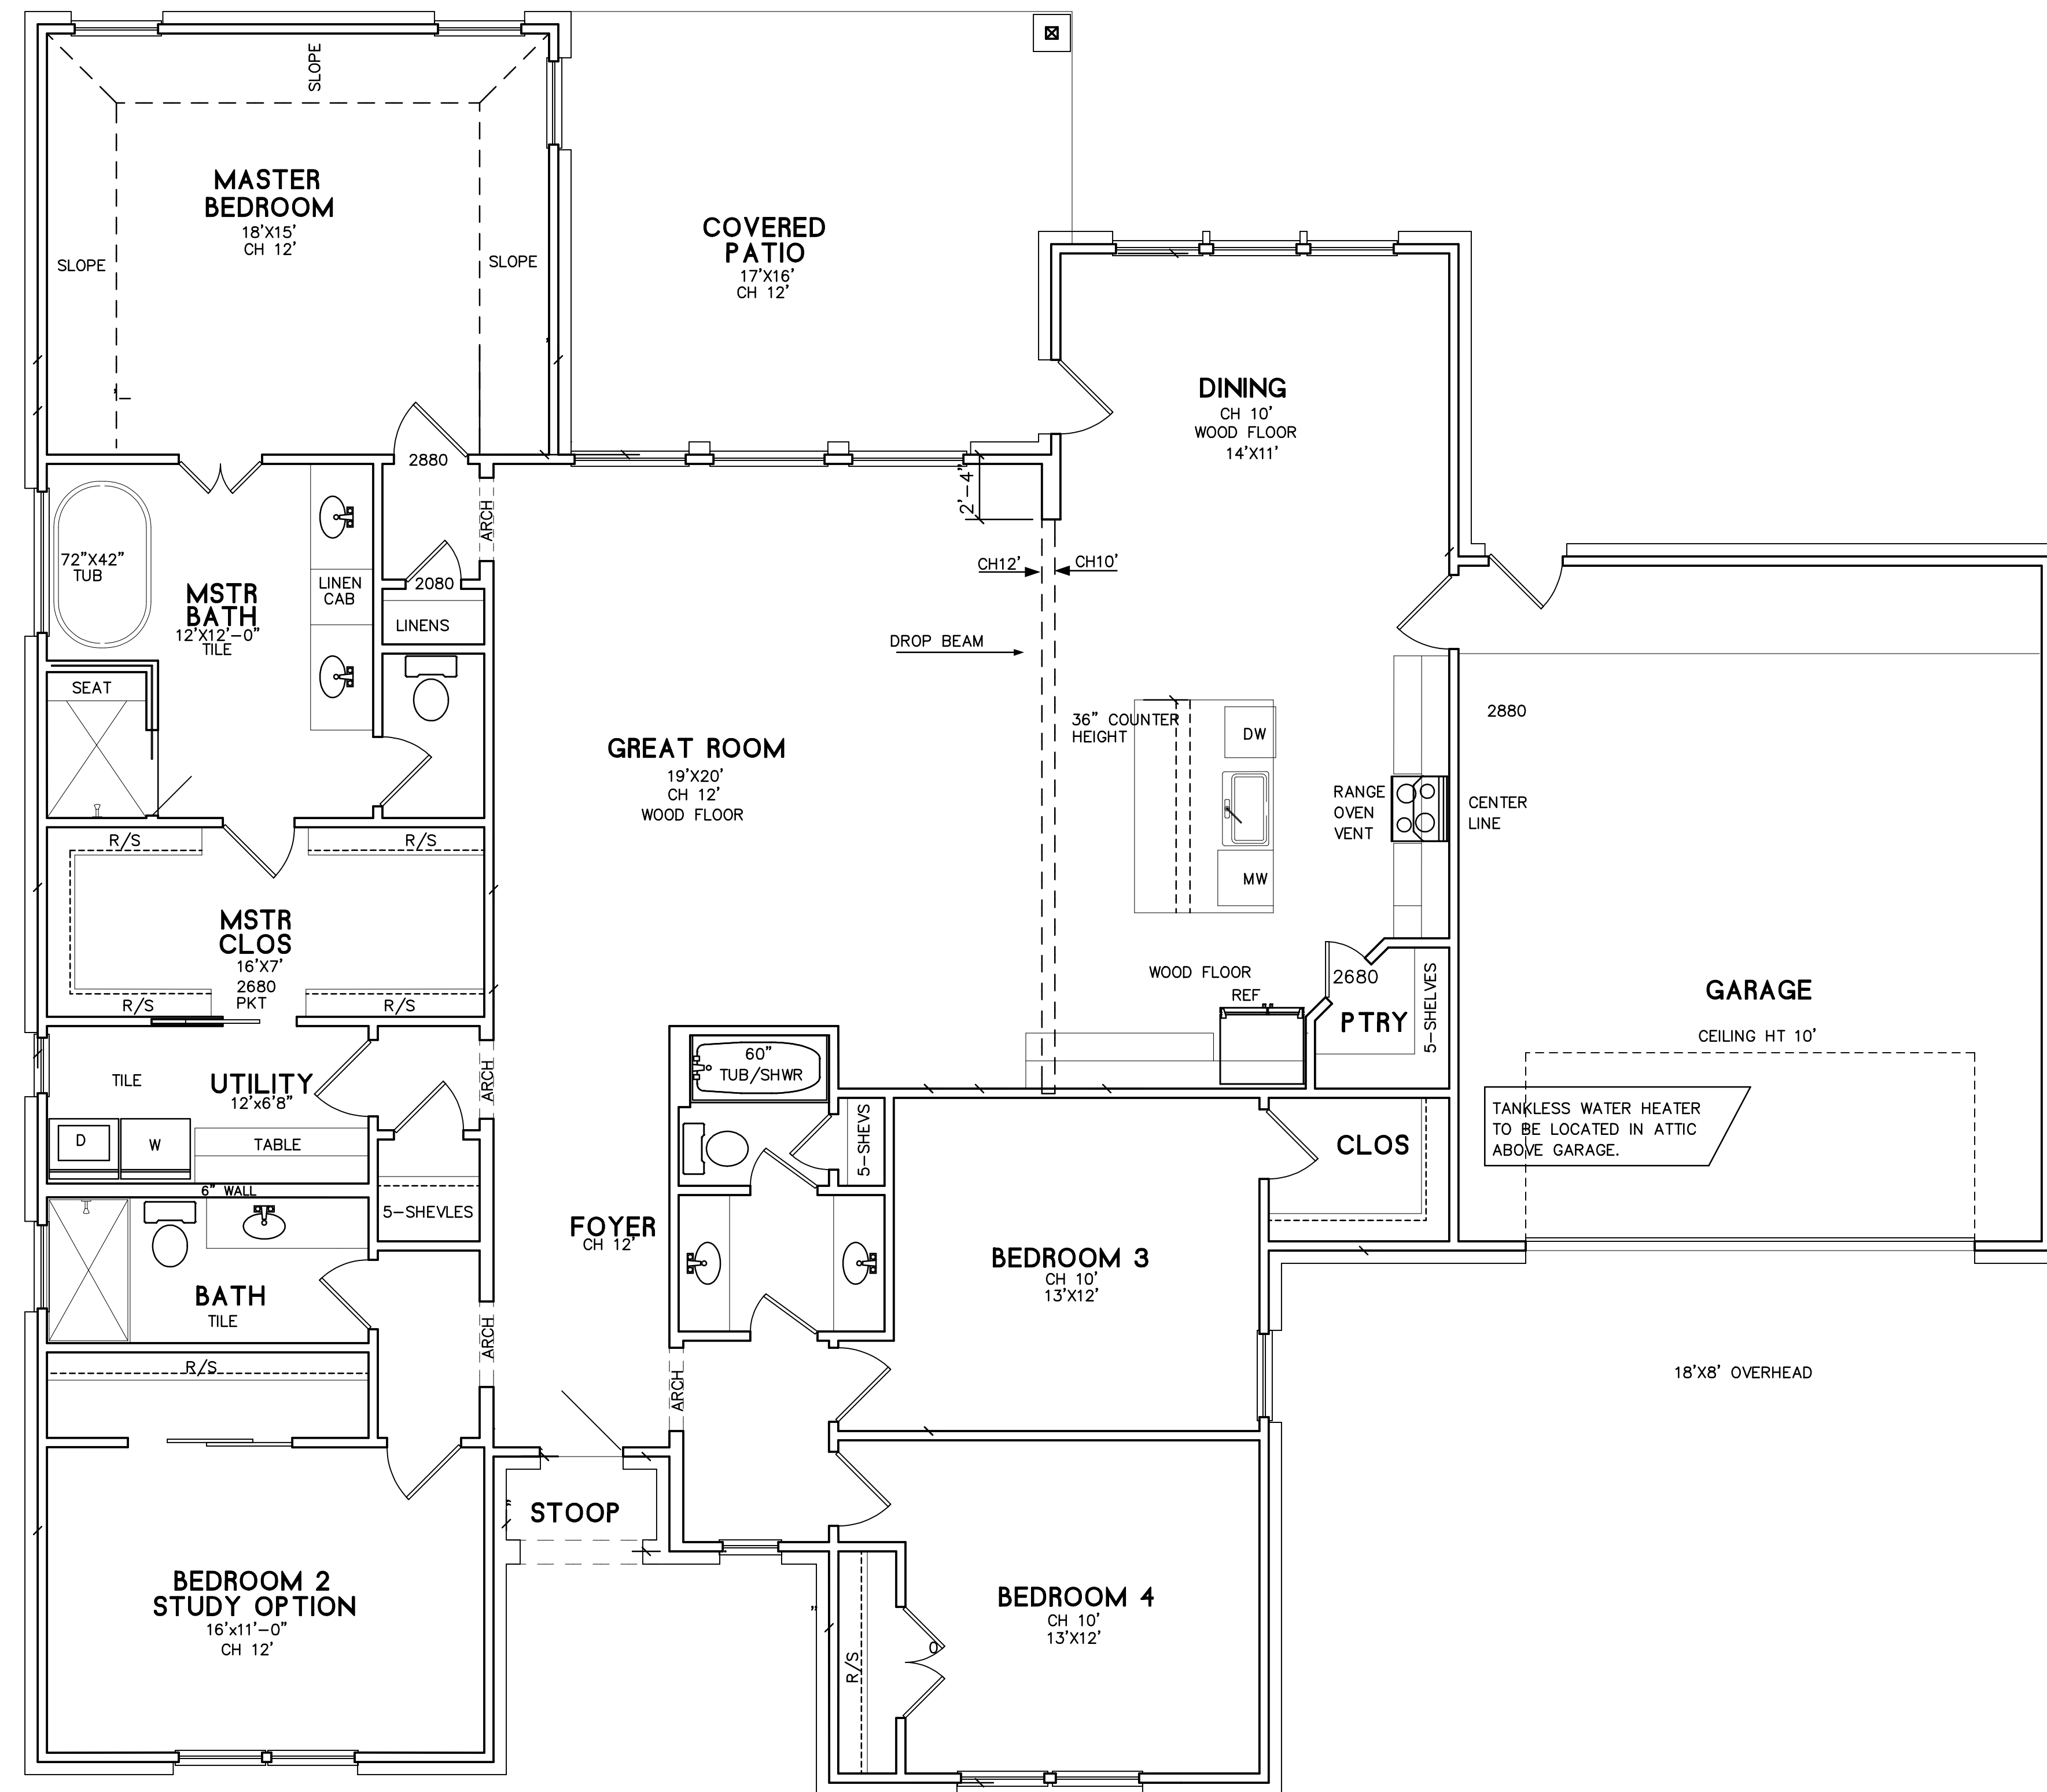 SLOPE
MASTER
BEDROOM
18'X15'
CH 12'
SLOPE
SLOPE
COVERED
PATIO
17'X16'
CH 12'
DINING
CH 10'
WOOD FLOOR
14'X11'
2880
ARCH
2'-4"
72"X42"
TUB
MSTR
BATH
12'X12'-0"
TILE
LINEN
CAB
2080
LINENS
CH12'
CH10'
DROP BEAM
SEAT
GREAT ROOM
19'X20'
CH 12'
WOOD FLOOR
36" COUNTER
HEIGHT
DW
MW
RANGE
OVEN
VENT
2880
CENTER
LINE
R/S
R/S
MSTR
CLOS
16'X7'
2680
PKT
R/S
R/S
WOOD FLOOR
REF
2680
PTRY
5-SHELVES
GARAGE
CEILING HT 10'
TILE
UTILITY
12'x6'8"
ARCH
D
W
TABLE
6" WALL
5-SHEVLES
60"
TUB/SHWR
5-SHEVS
CLOS
TANKLESS WATER HEATER
TO BE LOCATED IN ATTIC
ABOVE GARAGE.
FOYER
CH 12'
BEDROOM 3
CH 10'
13'X12'
BATH
TILE
ARCH
R/S
ARCH
18'X8' OVERHEAD
STOOP
BEDROOM 2
STUDY OPTION
16'x11'-0"
CH 12'
BEDROOM 4
CH 10'
13'X12'
R/S
0